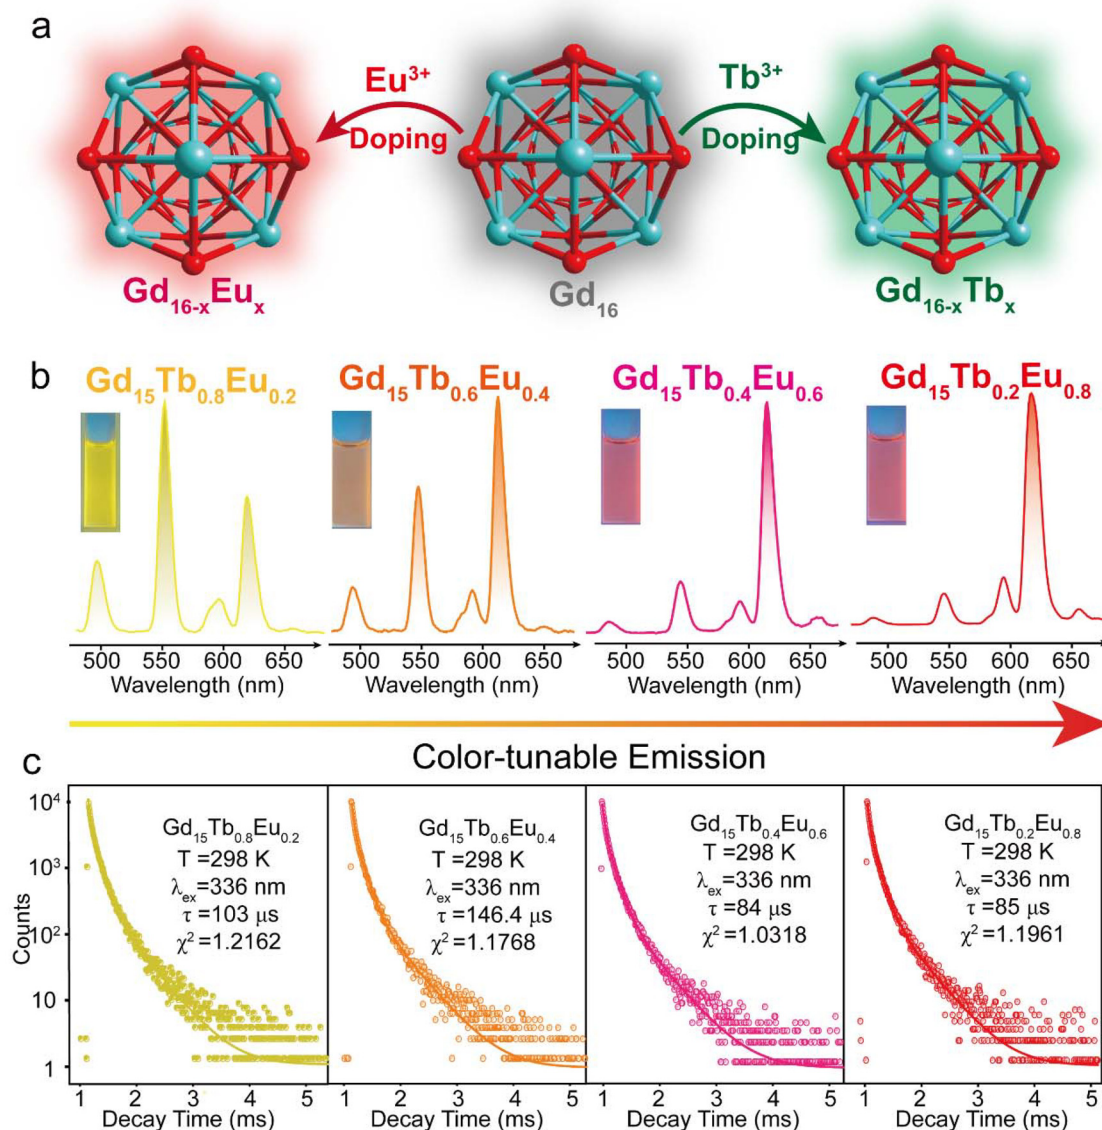 a
Eu³⁺
Doping
Tb³⁺
Doping
Gd₁₆₋ₓEuₓ
Gd₁₆
Gd₁₆₋ₓTbₓ
b
Gd₁₅Tb₀.₈Eu₀.₂
Gd₁₅Tb₀.₆Eu₀.₄
Gd₁₅Tb₀.₄Eu₀.₆
Gd₁₅Tb₀.₂Eu₀.₈
500 550 600 650
500 550 600 650
500 550 600 650
500 550 600 650
Wavelength (nm)
Wavelength (nm)
Wavelength (nm)
Wavelength (nm)
Color-tunable Emission
c
Counts
10⁴
10³
10²
10
1
Gd₁₅Tb₀.₈Eu₀.₂
T =298 K
λₑₓ=336 nm
τ =103 μs
χ²=1.2162
Gd₁₅Tb₀.₆Eu₀.₄
T =298 K
λₑₓ=336 nm
τ =146.4 μs
χ²=1.1768
Gd₁₅Tb₀.₄Eu₀.₆
T =298 K
λₑₓ=336 nm
τ =84 μs
χ²=1.0318
Gd₁₅Tb₀.₂Eu₀.₈
T =298 K
λₑₓ=336 nm
τ =85 μs
χ²=1.1961
1 2 3 4 5
1 2 3 4 5
1 2 3 4 5
1 2 3 4 5
Decay Time (ms)
Decay Time (ms)
Decay Time (ms)
Decay Time (ms)